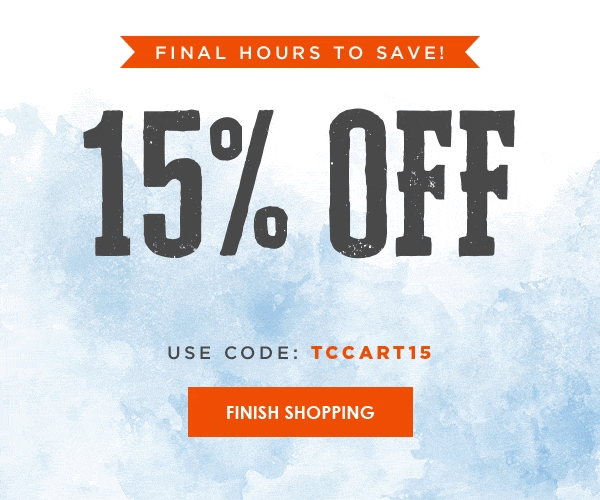 FINAL HOURS TO SAVE!
15% OFF
USE CODE: TCCART15
FINISH SHOPPING